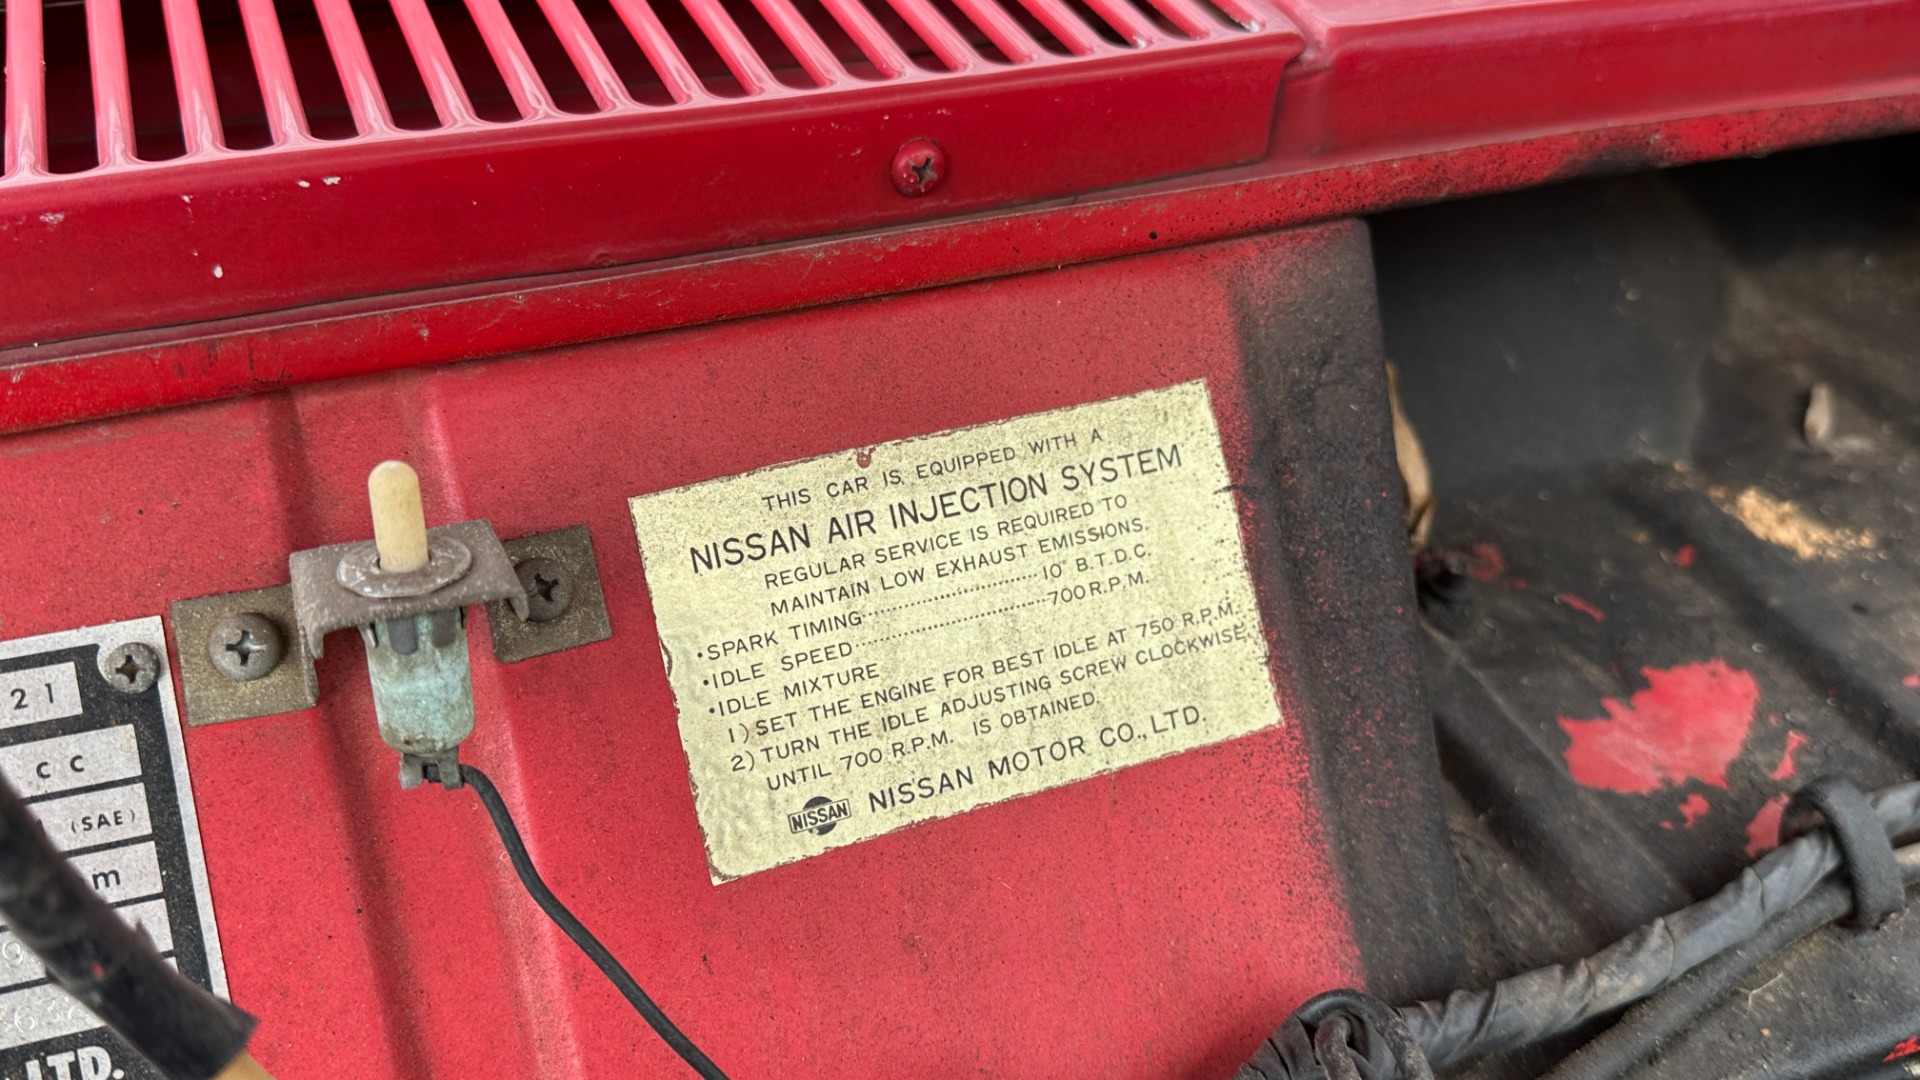 THIS CAR IS EQUIPPED WITH A
NISSAN AIR INJECTION SYSTEM
REGULAR SERVICE IS REQUIRED TO
MAINTAIN LOW EXHAUST EMISSIONS.
•SPARK TIMING........................10° B.T.D.C.
•IDLE SPEED..........................700 R.P.M.
•IDLE MIXTURE
1) SET THE ENGINE FOR BEST IDLE AT 750 R.P.M.
2) TURN THE IDLE ADJUSTING SCREW CLOCKWISE.
UNTIL 700 R.P.M. IS OBTAINED.
NISSAN NISSAN MOTOR CO., LTD.
21
CC
(SAE)
m
LTD.